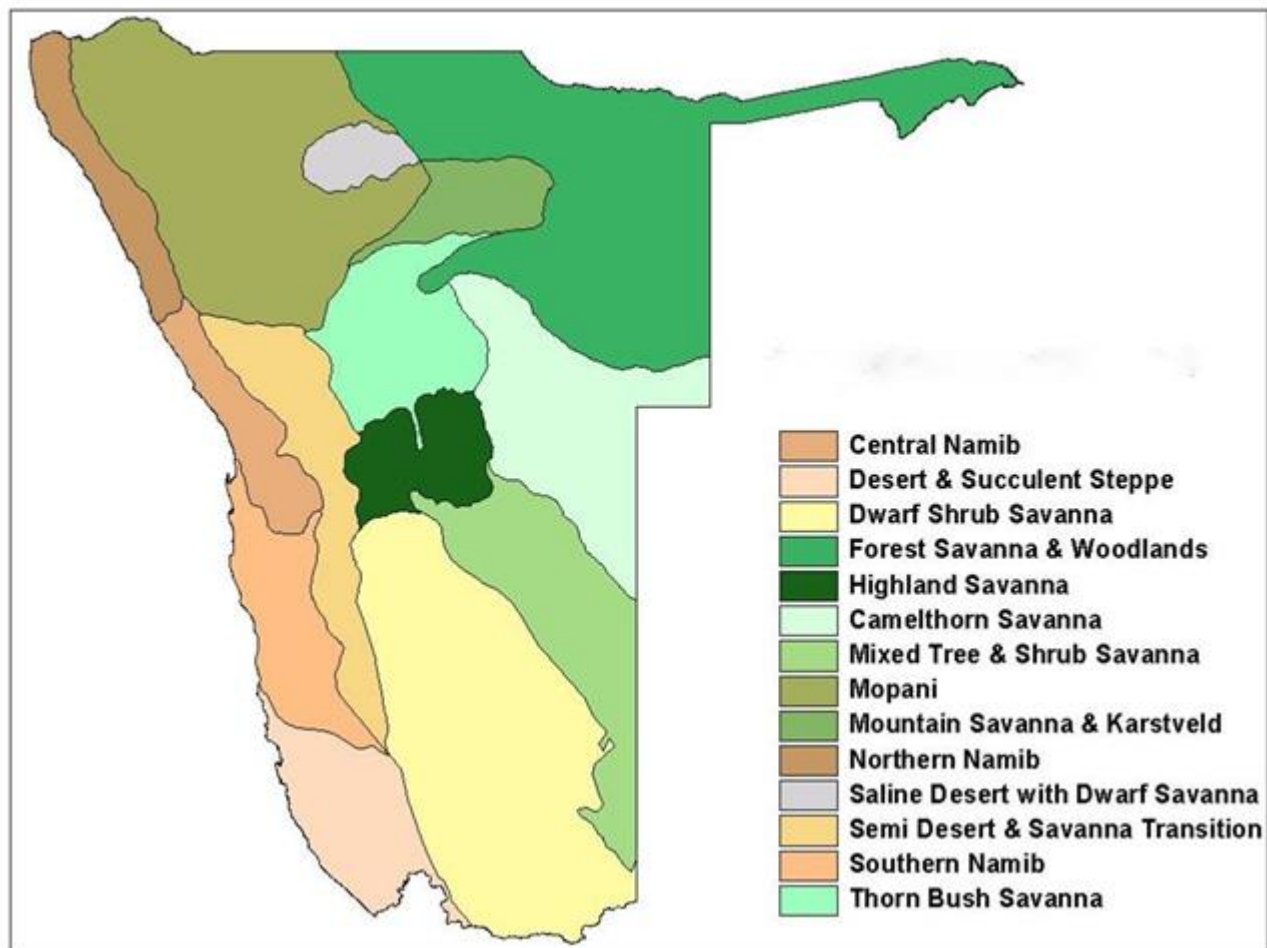 Central Namib
Desert & Succulent Steppe
Dwarf Shrub Savanna
Forest Savanna & Woodlands
Highland Savanna
Camelthorn Savanna
Mixed Tree & Shrub Savanna
Mopani
Mountain Savanna & Karstveld
Northern Namib
Saline Desert with Dwarf Savanna
Semi Desert & Savanna Transition
Southern Namib
Thorn Bush Savanna